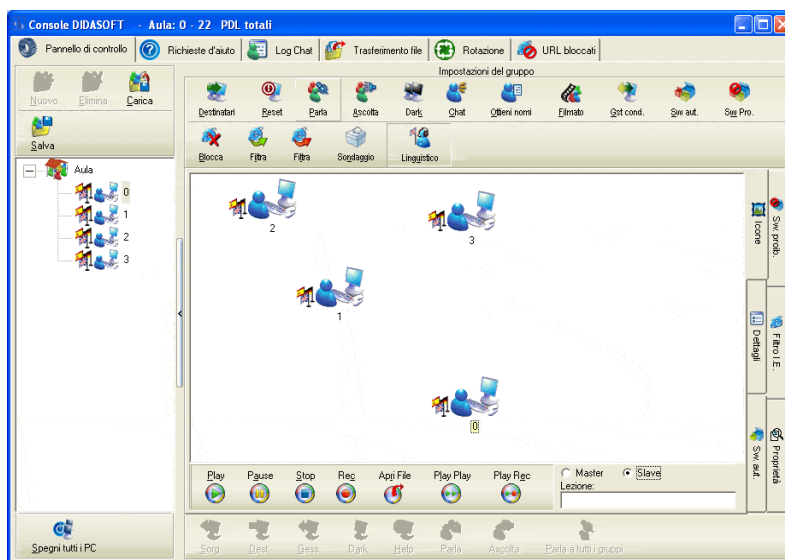 Console DIDASOFT - Aula: 0 - 22 PDL totali
Pannello di controllo Richieste d'aiuto Log Chat Trasferimento file Rotazione URL bloccati
Nuovo Elimina Carica
Salva
Impostazioni del gruppo
Destinatari Reset Parla Ascolta Dark Chat Ottieni nomi Filmato Gst cond. Sw aut. Sw Pro.
Blocca Filtra Filtra Sondaggio Linguistico
Aula
0
1
2
3
2
3
1
0
Icone
Dettagli
Sw. aut.
Sw. proib.
Filtro I.E.
Proprietà
Play Pause Stop Rec Apri File Play Play Play Rec
Master Slave
Lezione:
Spegni tutti i PC
Sorg. Dest. Gess. Dark Help Parla Ascolta Parla a tutti i gruppi